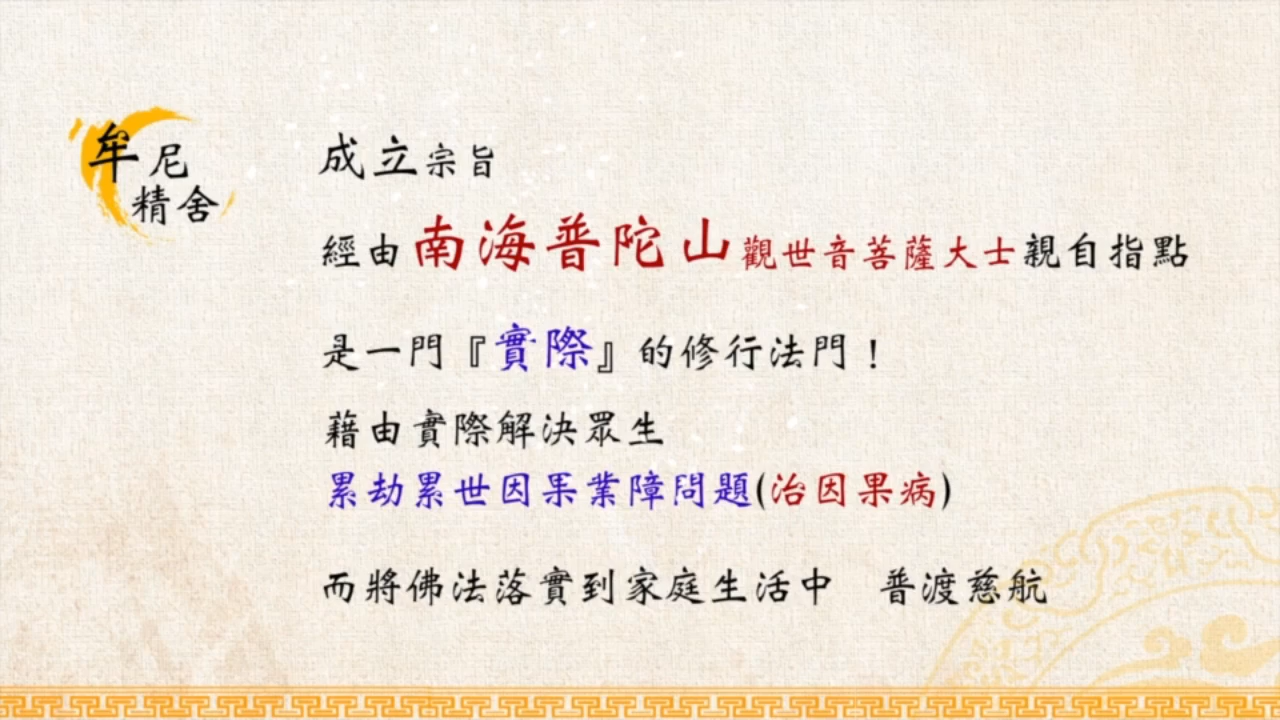 牟尼
精舍
成立宗旨
經由南海普陀山觀世音菩薩大士親自指點
是一門『實際』的修行法門！
藉由實際解決眾生
累劫累世因果業障問題(治因果病)
而將佛法落實到家庭生活中　普渡慈航